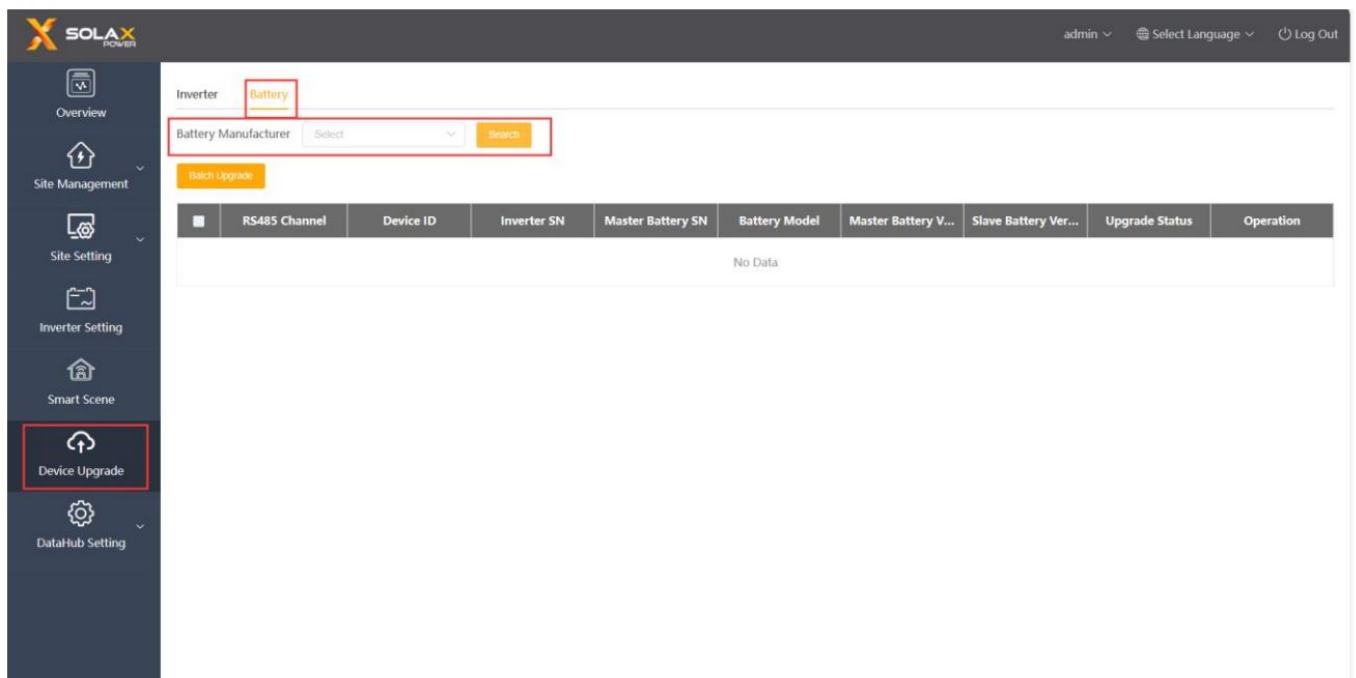 SOLAX
POWER
admin
Select Language
Log Out
Overview
Site Management
Site Setting
Inverter Setting
Smart Scene
Device Upgrade
DataHub Setting
Inverter Battery
Battery Manufacturer Select Search
Batch Upgrade
RS485 Channel Device ID Inverter SN Master Battery SN Battery Model Master Battery V... Slave Battery Ver... Upgrade Status Operation
No Data